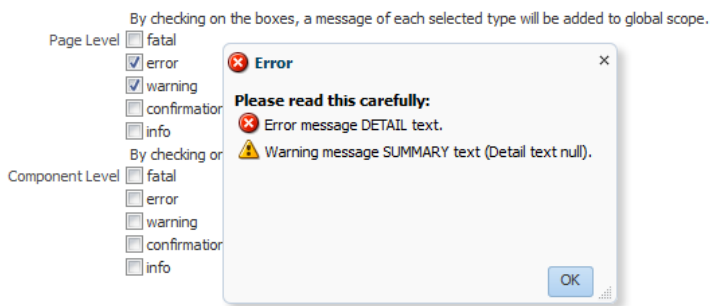 By checking on the boxes, a message of each selected type will be added to global scope.
Page Level fatal
error
warning
confirmation
info
By checking or
Component Level fatal
error
warning
confirmation
info
Error
Please read this carefully:
Error message DETAIL text.
Warning message SUMMARY text (Detail text null).
OK